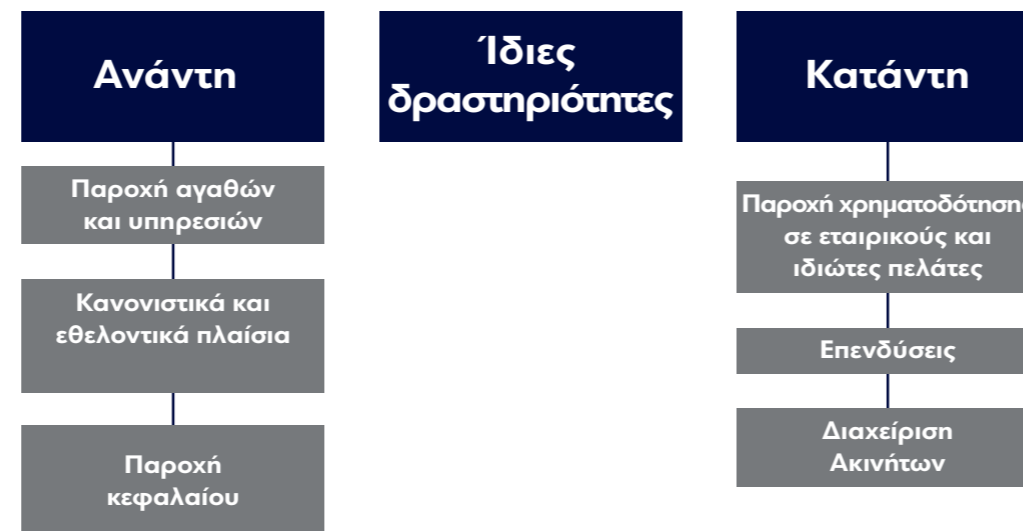 Ανάντη
Παροχή αγαθών
και υπηρεσιών
Κανονιστικά και
εθελοντικά πλαίσια
Παροχή
κεφαλαίου
Ίδιες
δραστηριότητες
Κατάντη
Παροχή χρηματοδότησης
σε εταιρικούς και
ιδιώτες πελάτες
Επενδύσεις
Διαχείριση
Ακινήτων